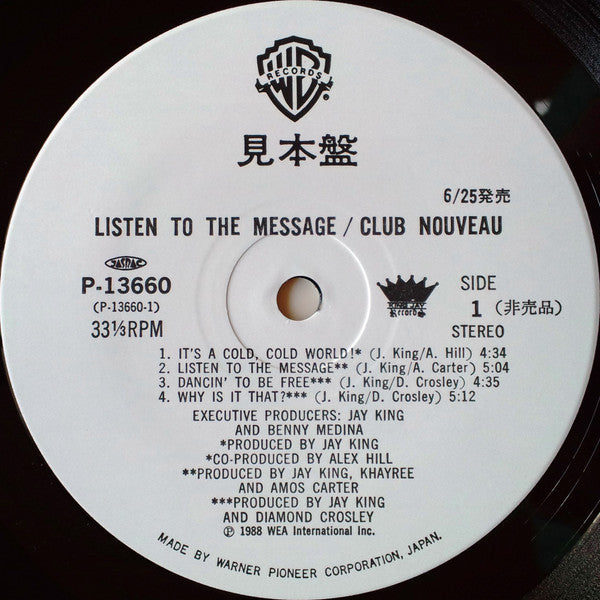 WB
RECORDS
見本盤
6/25発売
LISTEN TO THE MESSAGE / CLUB NOUVEAU
JASRAC
P-13660
(P-13660-1)
33⅓RPM
KING JAY
Records
SIDE
1 (非売品)
STEREO
1. IT'S A COLD, COLD WORLD!* (J. King/A. Hill) 4:34
2. LISTEN TO THE MESSAGE** (J. King/A. Carter) 5:04
3. DANCIN' TO BE FREE*** (J. King/D. Crosley) 4:35
4. WHY IS IT THAT?*** (J. King/D. Crosley) 5:12
EXECUTIVE PRODUCERS: JAY KING
AND BENNY MEDINA
*PRODUCED BY JAY KING
*CO-PRODUCED BY ALEX HILL
**PRODUCED BY JAY KING, KHAYREE
AND AMOS CARTER
***PRODUCED BY JAY KING
AND DIAMOND CROSLEY
Ⓟ 1988 WEA International Inc.
MADE BY WARNER PIONEER CORPORATION, JAPAN.